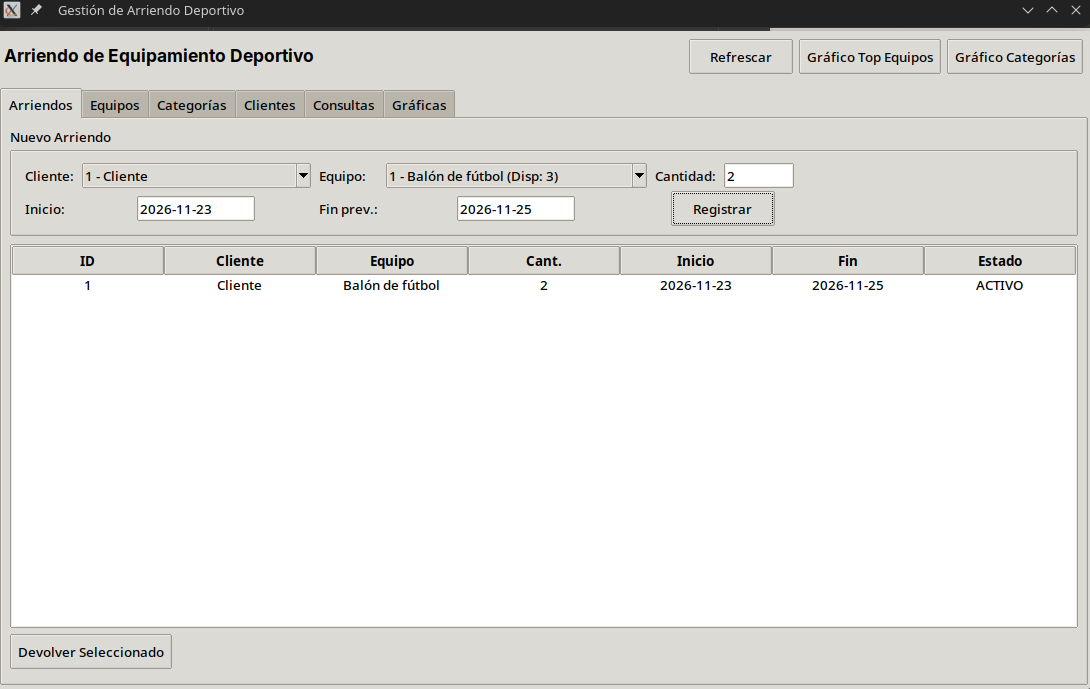 Gestión de Arriendo Deportivo
Arriendo de Equipamiento Deportivo
Refrescar
Gráfico Top Equipos
Gráfico Categorías
Arriendos Equipos Categorías Clientes Consultas Gráficas
Nuevo Arriendo
Cliente: 1 - Cliente Equipo: 1 - Balón de fútbol (Disp: 3) Cantidad: 2
Inicio: 2026-11-23 Fin prev.: 2026-11-25 Registrar
ID Cliente Equipo Cant. Inicio Fin Estado
1 Cliente Balón de fútbol 2 2026-11-23 2026-11-25 ACTIVO
Devolver Seleccionado